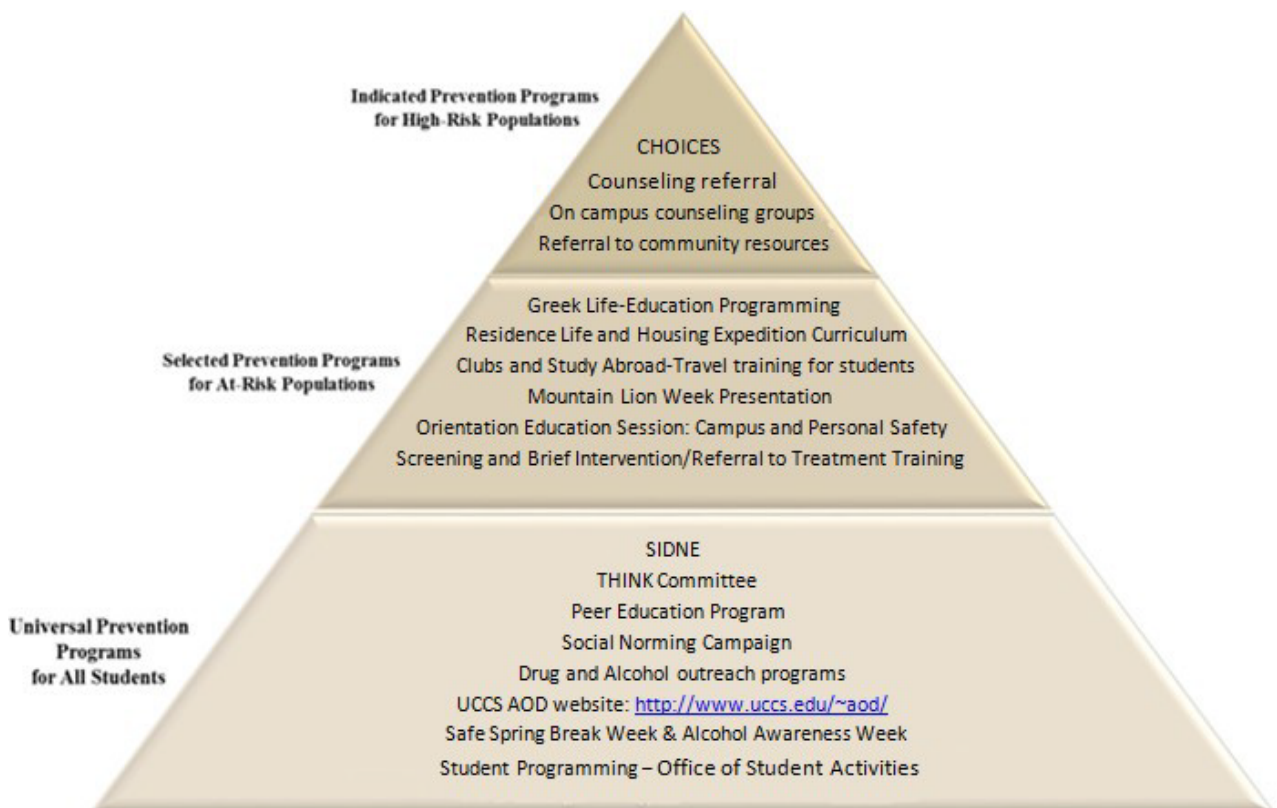 Indicated Prevention Programs
for High-Risk Populations
CHOICES
Counseling referral
On campus counseling groups
Referral to community resources
Selected Prevention Programs
for At-Risk Populations
Greek Life-Education Programming
Residence Life and Housing Expedition Curriculum
Clubs and Study Abroad-Travel training for students
Mountain Lion Week Presentation
Orientation Education Session: Campus and Personal Safety
Screening and Brief Intervention/Referral to Treatment Training
Universal Prevention
Programs
for All Students
SIDNE
THINK Committee
Peer Education Program
Social Norming Campaign
Drug and Alcohol outreach programs
UCCS AOD website: http://www.uccs.edu/~aod/
Safe Spring Break Week & Alcohol Awareness Week
Student Programming – Office of Student Activities